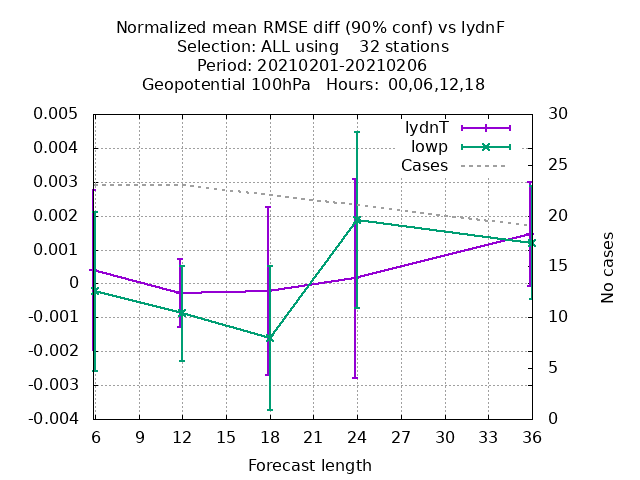 Normalized mean RMSE diff (90% conf) vs lydnF
Selection: ALL using    32 stations
Period: 20210201-20210206
Geopotential 100hPa   Hours: 00,06,12,18
0.005
0.004
0.003
0.002
0.001
0
-0.001
-0.002
-0.003
-0.004
30
25
20
15
10
5
0
lydnT
lowp
Cases
No cases
6 9 12 15 18 21 24 27 30 33 36
Forecast length